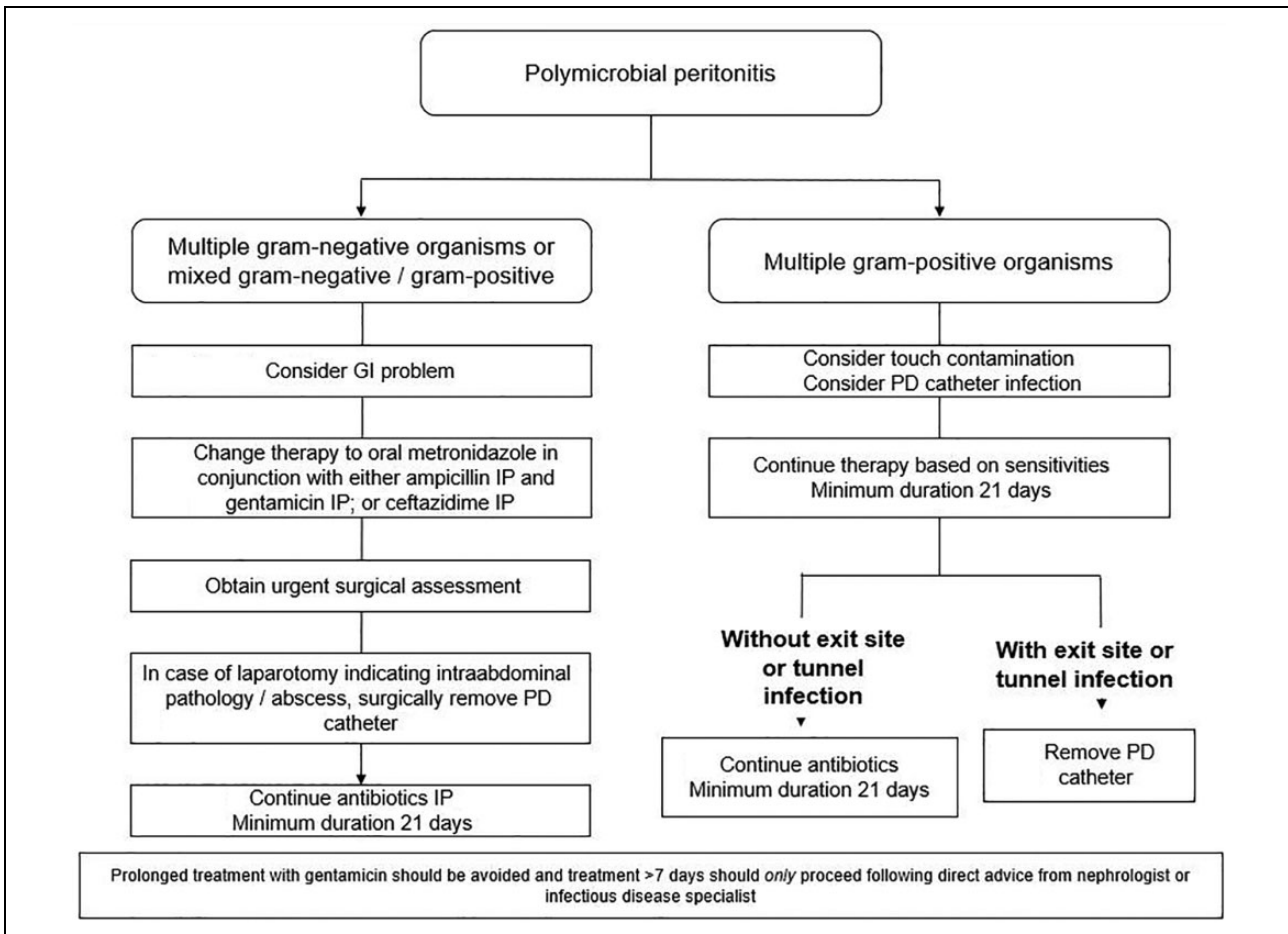 Polymicrobial peritonitis
Multiple gram-negative organisms or
mixed gram-negative / gram-positive
Consider GI problem
Change therapy to oral metronidazole in
conjunction with either ampicillin IP and
gentamicin IP; or ceftazidime IP
Obtain urgent surgical assessment
In case of laparotomy indicating intraabdominal
pathology / abscess, surgically remove PD
catheter
Continue antibiotics IP
Minimum duration 21 days
Multiple gram-positive organisms
Consider touch contamination
Consider PD catheter infection
Continue therapy based on sensitivities
Minimum duration 21 days
Without exit site
or tunnel
infection
Continue antibiotics
Minimum duration 21 days
With exit site or
tunnel infection
Remove PD
catheter
Prolonged treatment with gentamicin should be avoided and treatment >7 days should only proceed following direct advice from nephrologist or
infectious disease specialist